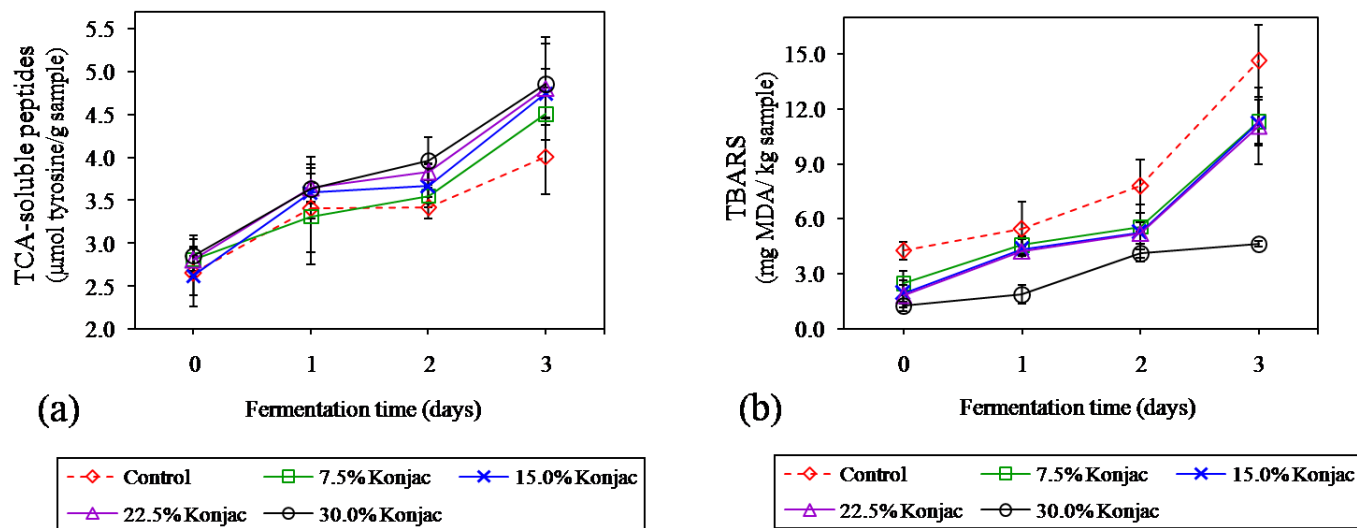 TCA-soluble peptides
(µmol tyrosine/g sample)
5.5
5.0
4.5
4.0
3.5
3.0
2.5
2.0
0 1 2 3
Fermentation time (days)
(a)
Control 7.5% Konjac 15.0% Konjac
22.5% Konjac 30.0% Konjac
TBARS
(mg MDA/ kg sample)
15.0
12.0
9.0
6.0
3.0
0.0
0 1 2 3
Fermentation time (days)
(b)
Control 7.5% Konjac 15.0% Konjac
22.5% Konjac 30.0% Konjac